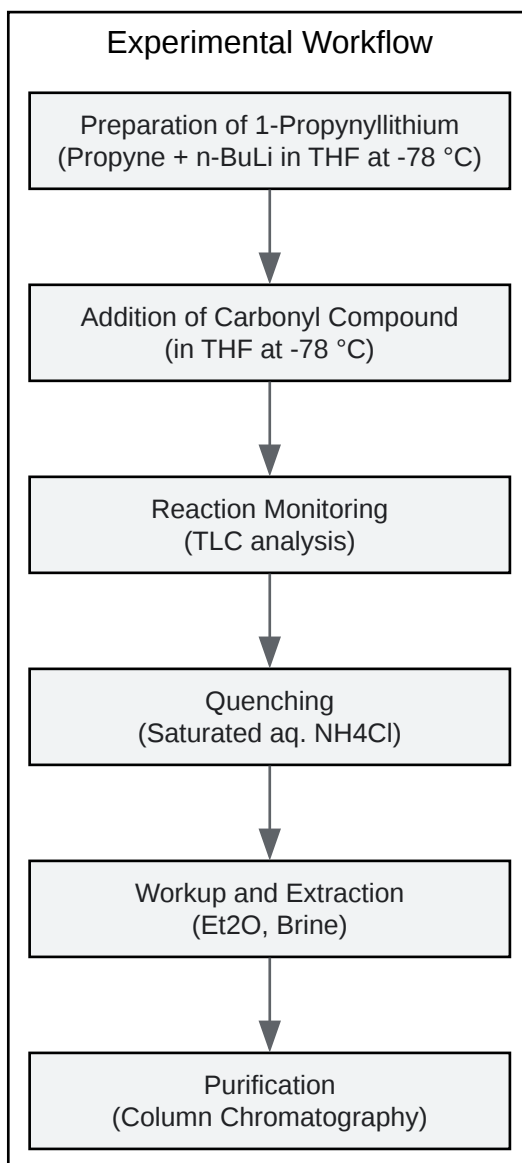 Experimental Workflow
Preparation of 1-Propynyllithium
(Propyne + n-BuLi in THF at -78 °C)
Addition of Carbonyl Compound
(in THF at -78 °C)
Reaction Monitoring
(TLC analysis)
Quenching
(Saturated aq. NH4Cl)
Workup and Extraction
(Et2O, Brine)
Purification
(Column Chromatography)